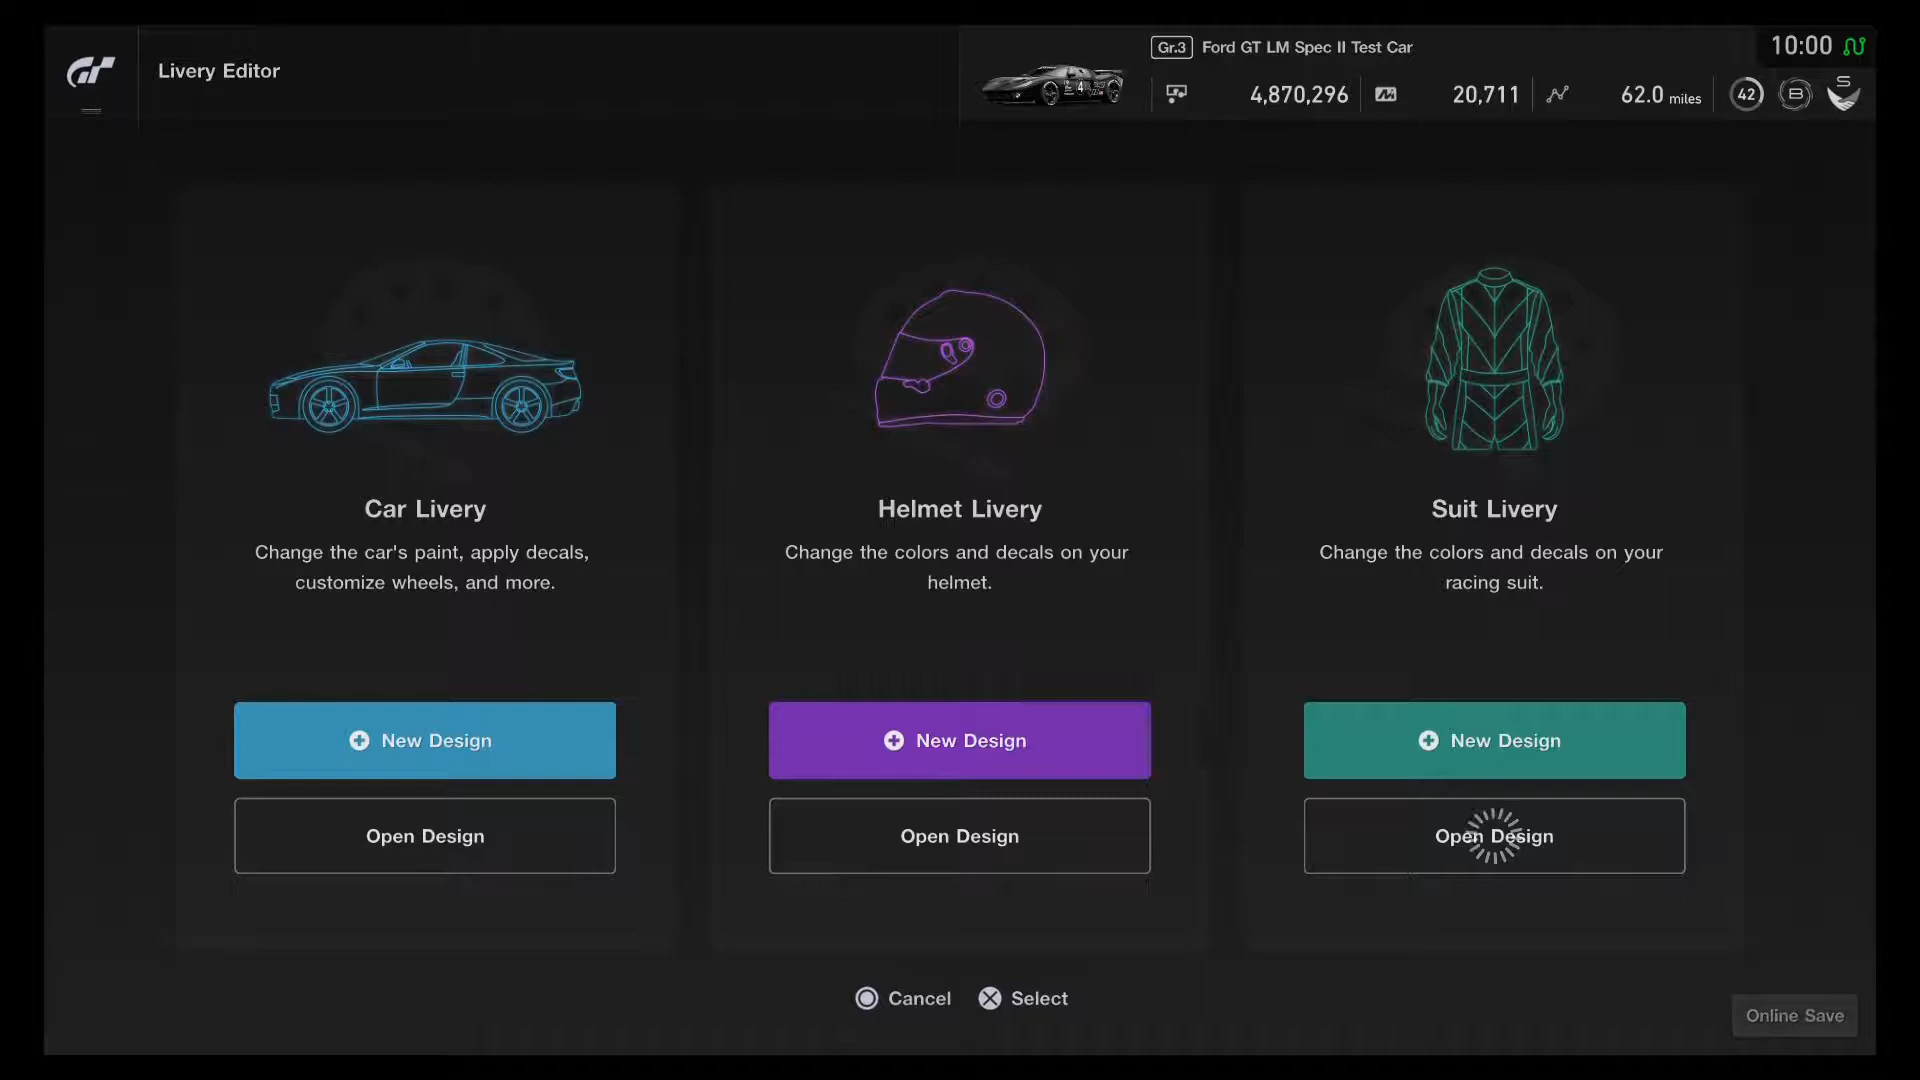 GT
Livery Editor
Gr.3 Ford GT LM Spec II Test Car
10:00
4,870,296
20,711
62.0 miles
42
B
S
Car Livery
Change the car's paint, apply decals,
customize wheels, and more.
New Design
Open Design
Helmet Livery
Change the colors and decals on your
helmet.
New Design
Open Design
Suit Livery
Change the colors and decals on your
racing suit.
New Design
Open Design
Cancel
Select
Online Save